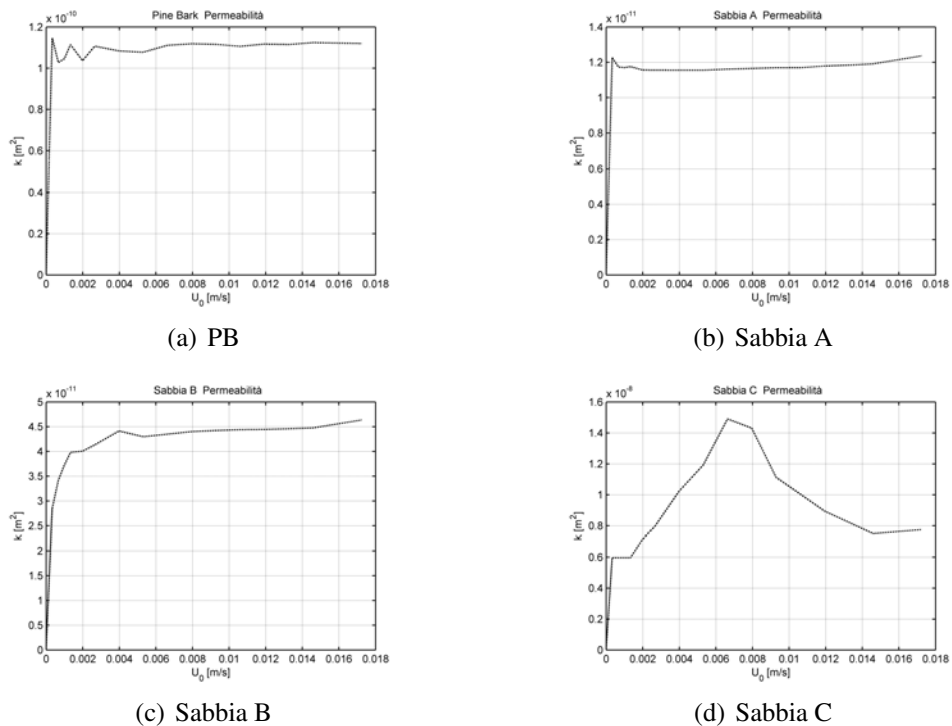 Pine Bark Permeabilità
x 10^-10
1.2
1
0.8
0.6
0.4
0.2
0
k [m^2]
0 0.002 0.004 0.006 0.008 0.01 0.012 0.014 0.016 0.018
U_0 [m/s]
(a) PB
Sabbia A Permeabilità
x 10^-11
1.4
1.2
1
0.8
0.6
0.4
0.2
0
k [m^2]
0 0.002 0.004 0.006 0.008 0.01 0.012 0.014 0.016 0.018
U_0 [m/s]
(b) Sabbia A
Sabbia B Permeabilità
x 10^-11
5
4.5
4
3.5
3
2.5
2
1.5
1
0.5
0
k [m^2]
0 0.002 0.004 0.006 0.008 0.01 0.012 0.014 0.016 0.018
U_0 [m/s]
(c) Sabbia B
Sabbia C Permeabilità
x 10^-8
1.6
1.4
1.2
1
0.8
0.6
0.4
0.2
0
k [m^2]
0 0.002 0.004 0.006 0.008 0.01 0.012 0.014 0.016 0.018
U_0 [m/s]
(d) Sabbia C